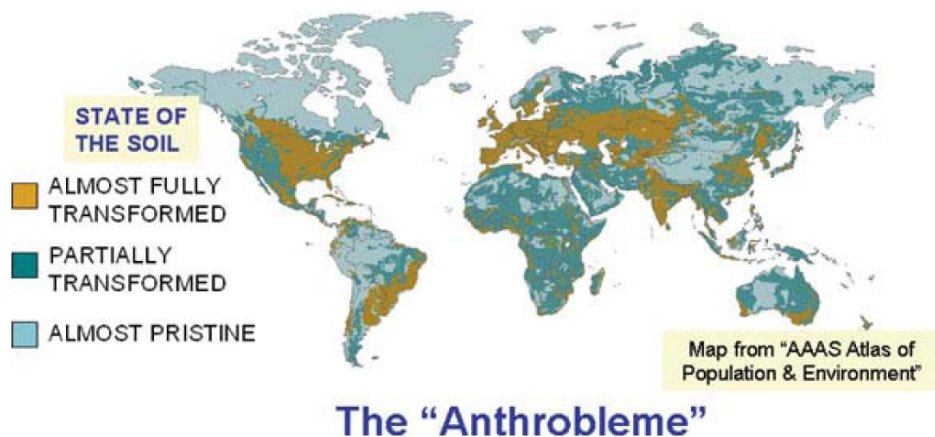 STATE OF
THE SOIL
ALMOST FULLY
TRANSFORMED
PARTIALLY
TRANSFORMED
ALMOST PRISTINE
Map from “AAAS Atlas of
Population & Environment”
The “Anthrobleme”